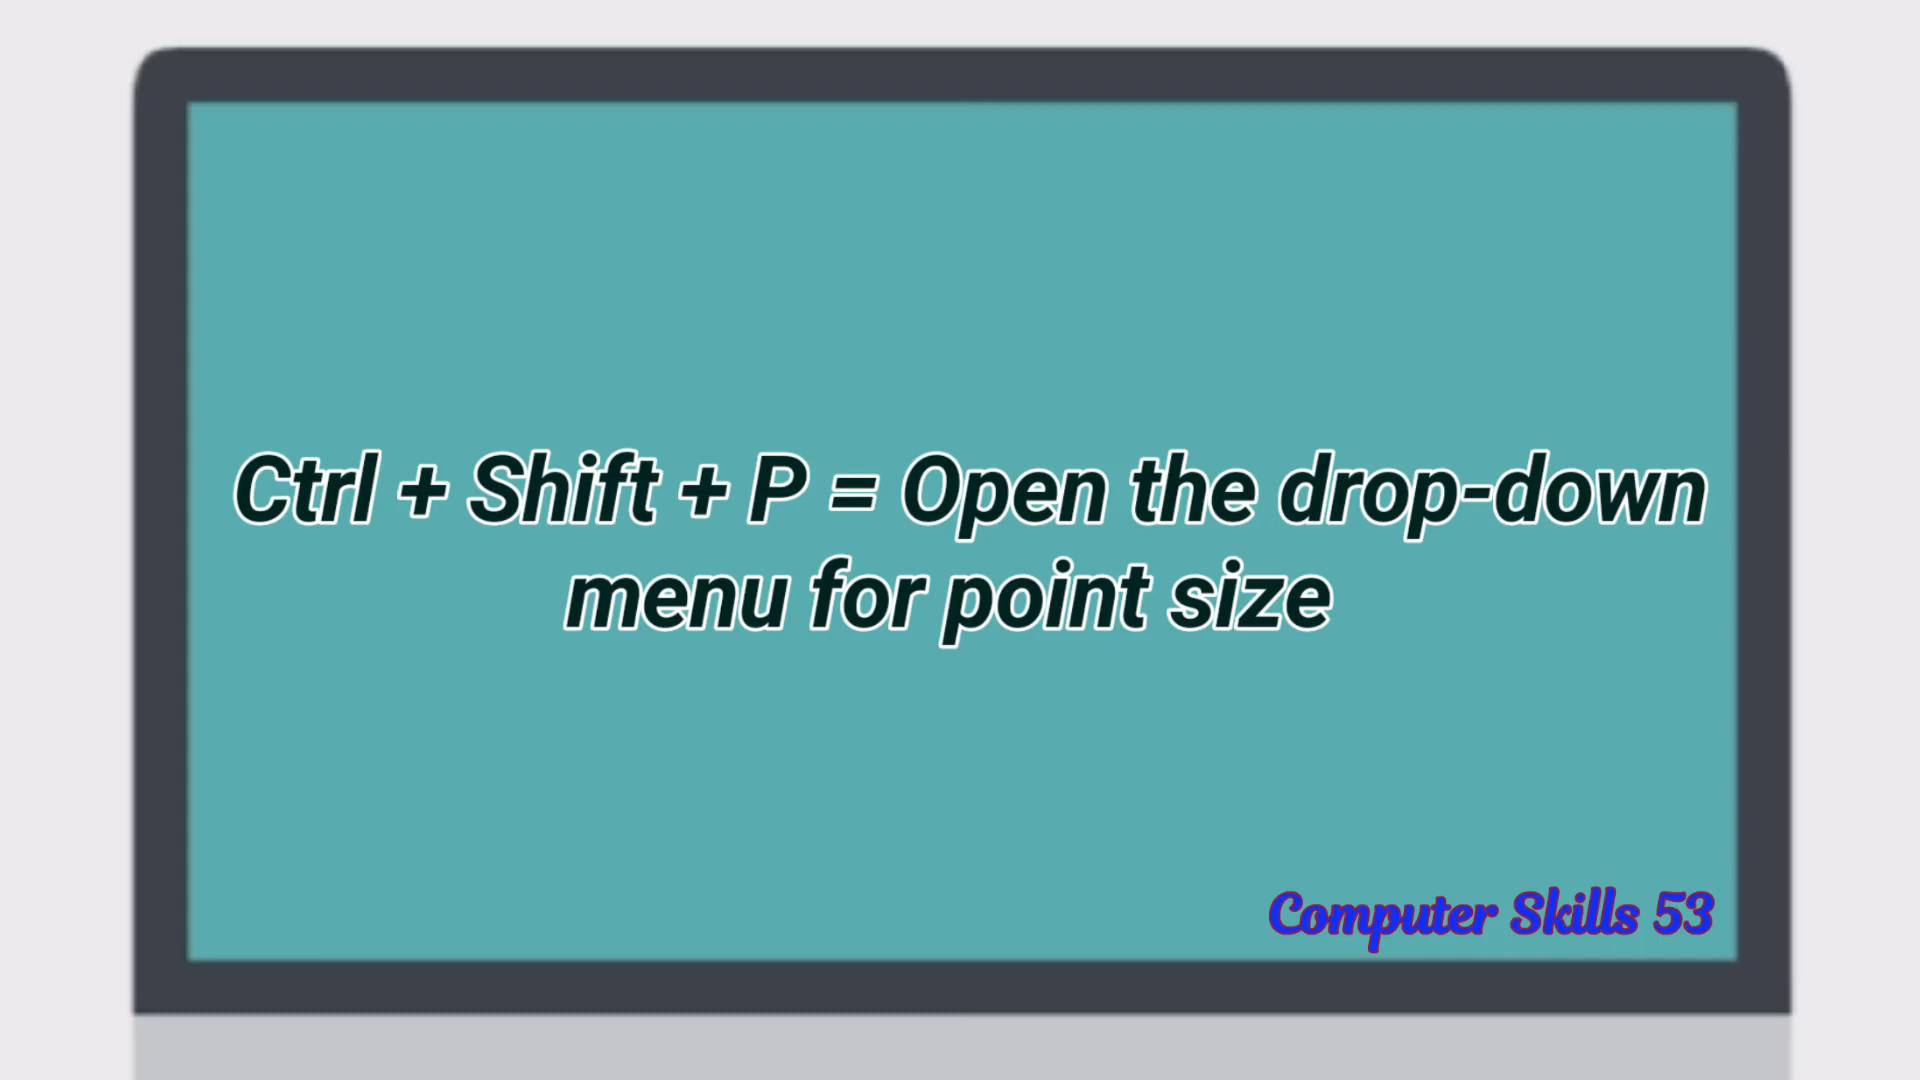 Ctrl + Shift + P = Open the drop-down
menu for point size
Computer Skills 53